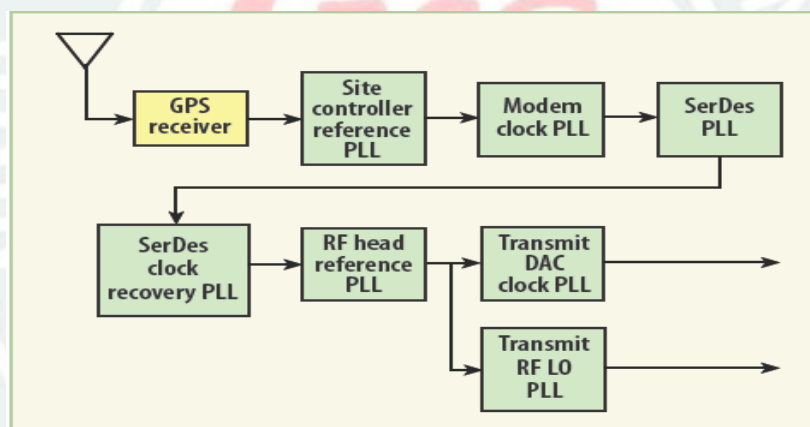 GPS
receiver
Site
controller
reference
PLL
Modem
clock PLL
SerDes
PLL
SerDes
clock
recovery PLL
RF head
reference
PLL
Transmit
DAC
clock PLL
Transmit
RF LO
PLL